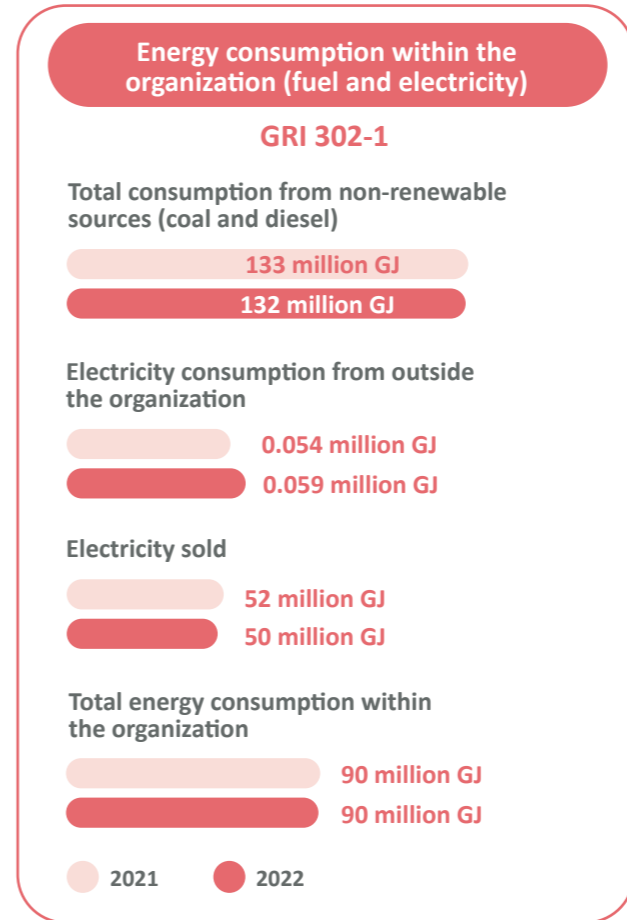 Energy consumption within the
organization (fuel and electricity)
GRI 302-1
Total consumption from non-renewable
sources (coal and diesel)
133 million GJ
132 million GJ
Electricity consumption from outside
the organization
0.054 million GJ
0.059 million GJ
Electricity sold
52 million GJ
50 million GJ
Total energy consumption within
the organization
90 million GJ
90 million GJ
2021
2022